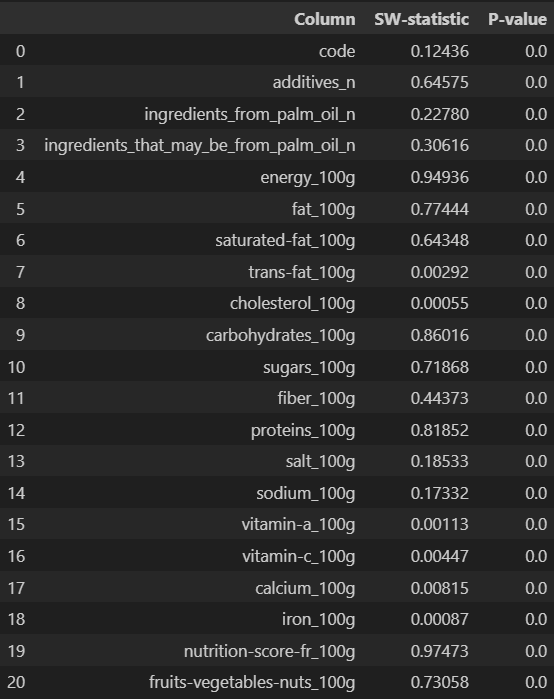 Column SW-statistic P-value
0 code 0.12436 0.0
1 additives_n 0.64575 0.0
2 ingredients_from_palm_oil_n 0.22780 0.0
3 ingredients_that_may_be_from_palm_oil_n 0.30616 0.0
4 energy_100g 0.94936 0.0
5 fat_100g 0.77444 0.0
6 saturated-fat_100g 0.64348 0.0
7 trans-fat_100g 0.00292 0.0
8 cholesterol_100g 0.00055 0.0
9 carbohydrates_100g 0.86016 0.0
10 sugars_100g 0.71868 0.0
11 fiber_100g 0.44373 0.0
12 proteins_100g 0.81852 0.0
13 salt_100g 0.18533 0.0
14 sodium_100g 0.17332 0.0
15 vitamin-a_100g 0.00113 0.0
16 vitamin-c_100g 0.00447 0.0
17 calcium_100g 0.00815 0.0
18 iron_100g 0.00087 0.0
19 nutrition-score-fr_100g 0.97473 0.0
20 fruits-vegetables-nuts_100g 0.73058 0.0